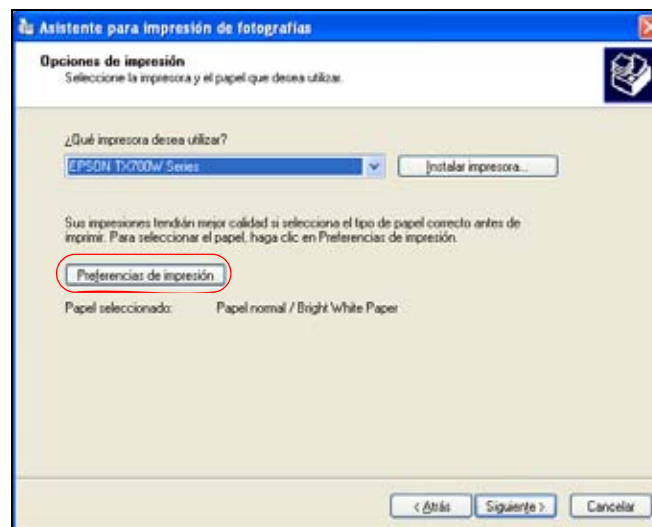 Asistente para impresión de fotografías
Opciones de impresión
Seleccione la impresora y el papel que desea utilizar.
¿Qué impresora desea utilizar?
EPSON TX700W Series
Instalar impresora...
Sus impresiones tendrán mejor calidad si selecciona el tipo de papel correcto antes de
imprimir. Para seleccionar el papel, haga clic en Preferencias de impresión.
Preferencias de impresión
Papel seleccionado: Papel normal / Bright White Paper
< Atrás Siguiente > Cancelar